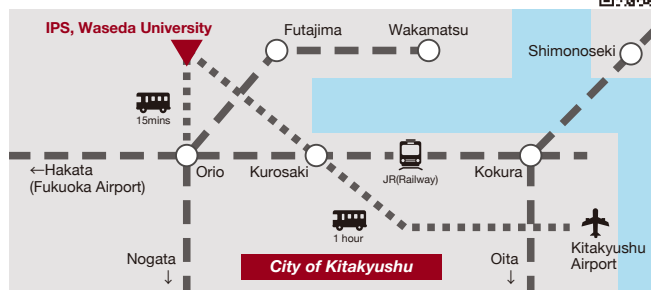 IPS, Waseda University
Futajima
Wakamatsu
Shimonoseki
15mins
←Hakata
(Fukuoka Airport)
Orio
Kurosaki
JR(Railway)
Kokura
1 hour
Nogata
↓
City of Kitakyushu
Oita
↓
Kitakyushu
Airport